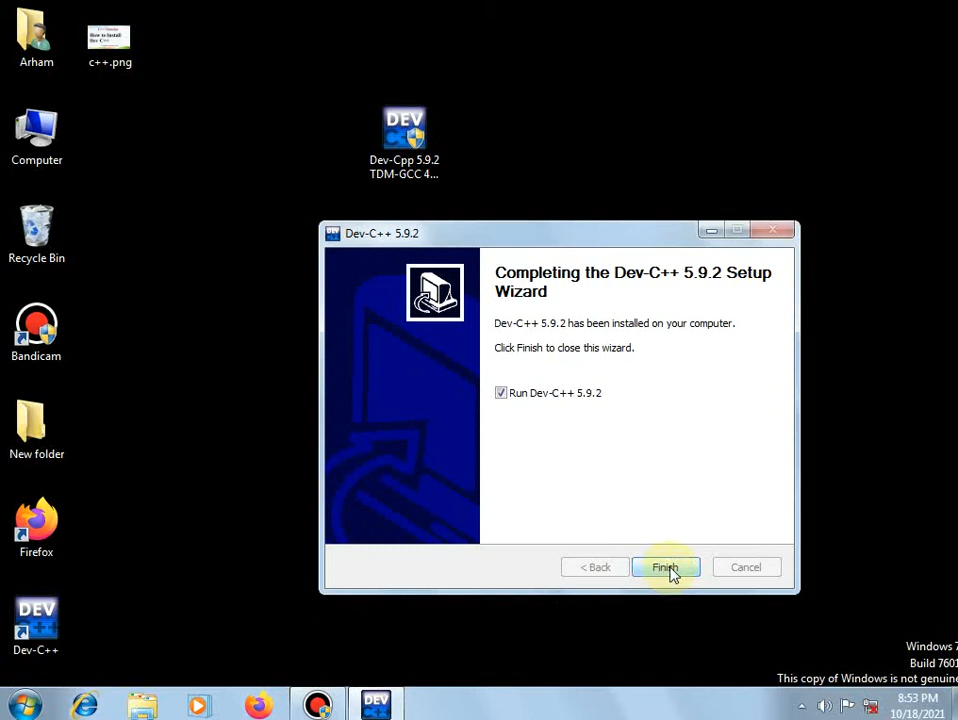 Arham
c++.png
Computer
Recycle Bin
Bandicam
New folder
Firefox
DEV
C++
Dev-C++
DEV
Dev-Cpp 5.9.2
TDM-GCC 4...
Dev-C++ 5.9.2
Completing the Dev-C++ 5.9.2 Setup
Wizard
Dev-C++ 5.9.2 has been installed on your computer.
Click Finish to close this wizard.
Run Dev-C++ 5.9.2
< Back
Finish
Cancel
Windows 7
Build 7601
This copy of Windows is not genuine
DEV
8:53 PM
10/18/2021